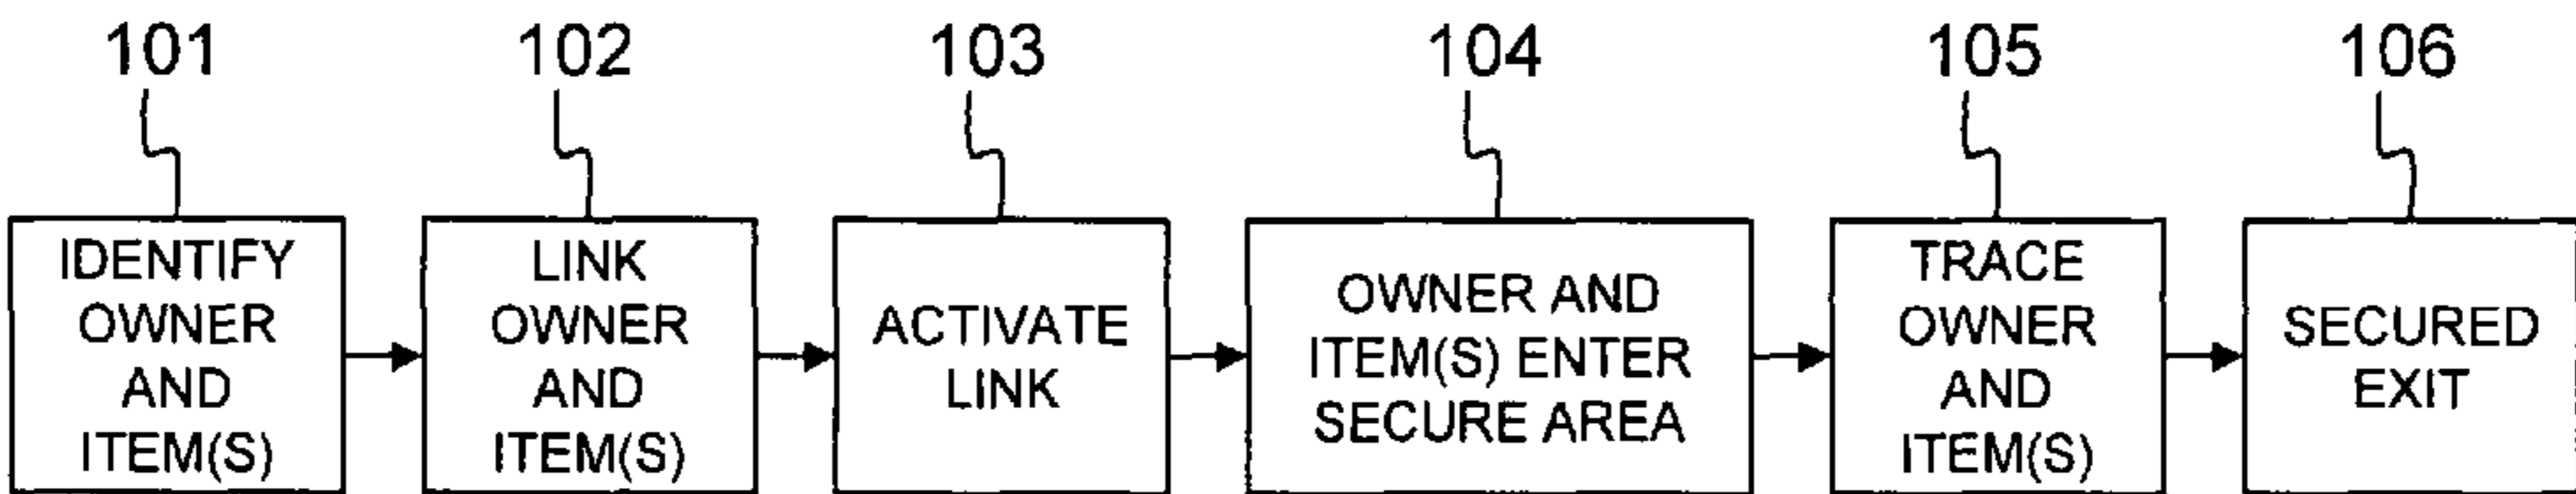 101
102
103
104
105
106
IDENTIFY
OWNER
AND
ITEM(S)
LINK
OWNER
AND
ITEM(S)
ACTIVATE
LINK
OWNER AND
ITEM(S) ENTER
SECURE AREA
TRACE
OWNER
AND
ITEM(S)
SECURED
EXIT